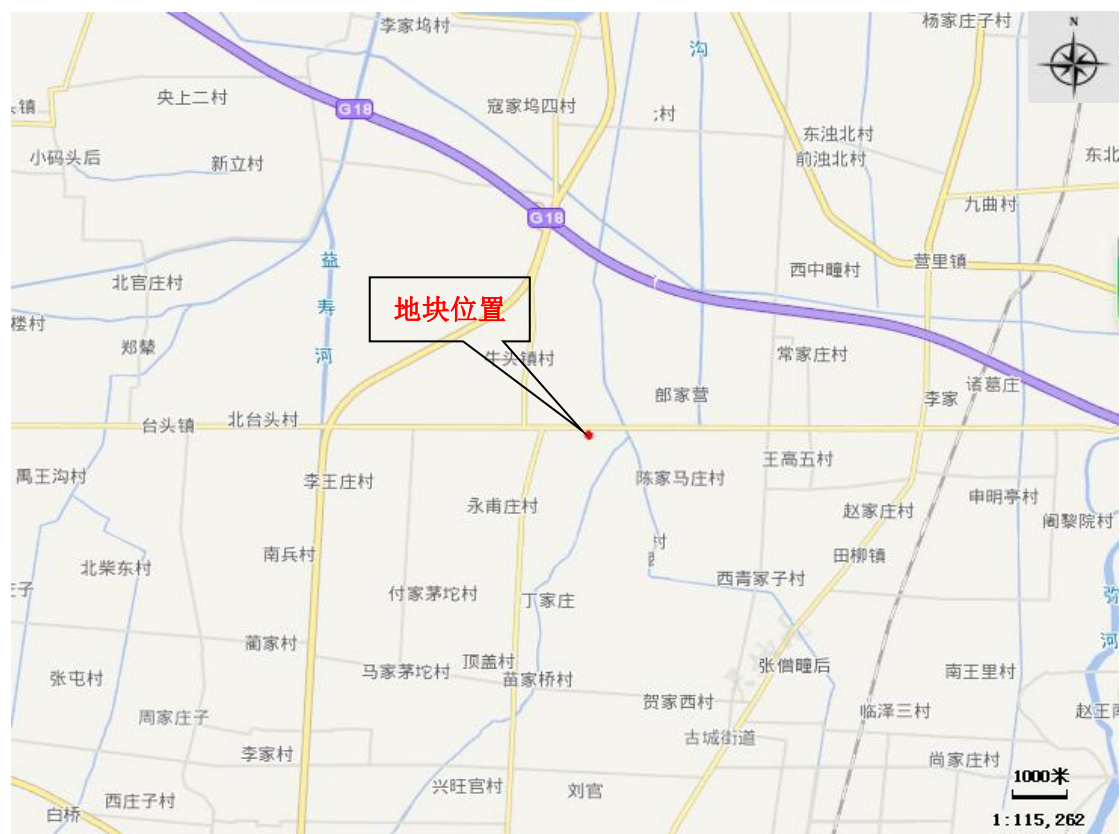 李家坞村
沟
杨家庄子村
N
央上二村
G18
寇家坞四村
东浊北村
小码头后
新立村
前浊北村
东北
九曲村
G18
益寿河
营里镇
西中疃村
北官庄村
地块位置
楼村
郑辇
牛头镇村
常家庄村
诸葛庄
郎家营
李家
台头镇
北台头村
王高五村
禹王沟村
李王庄村
陈家马庄村
申明亭村
永甫庄村
赵家庄村
阁黎院村
南兵村
田柳镇
北柴东村
西青冢子村
付家茅坨村
丁家庄
弥河
蔺家村
顶盖村
张僧疃后
马家茅坨村
南王里村
张屯村
苗家桥村
贺家西村
临泽三村
赵王南
周家庄子
古城街道
李家村
尚家庄村
1000米
兴旺官村
刘官
西庄子村
白桥
1:115,262